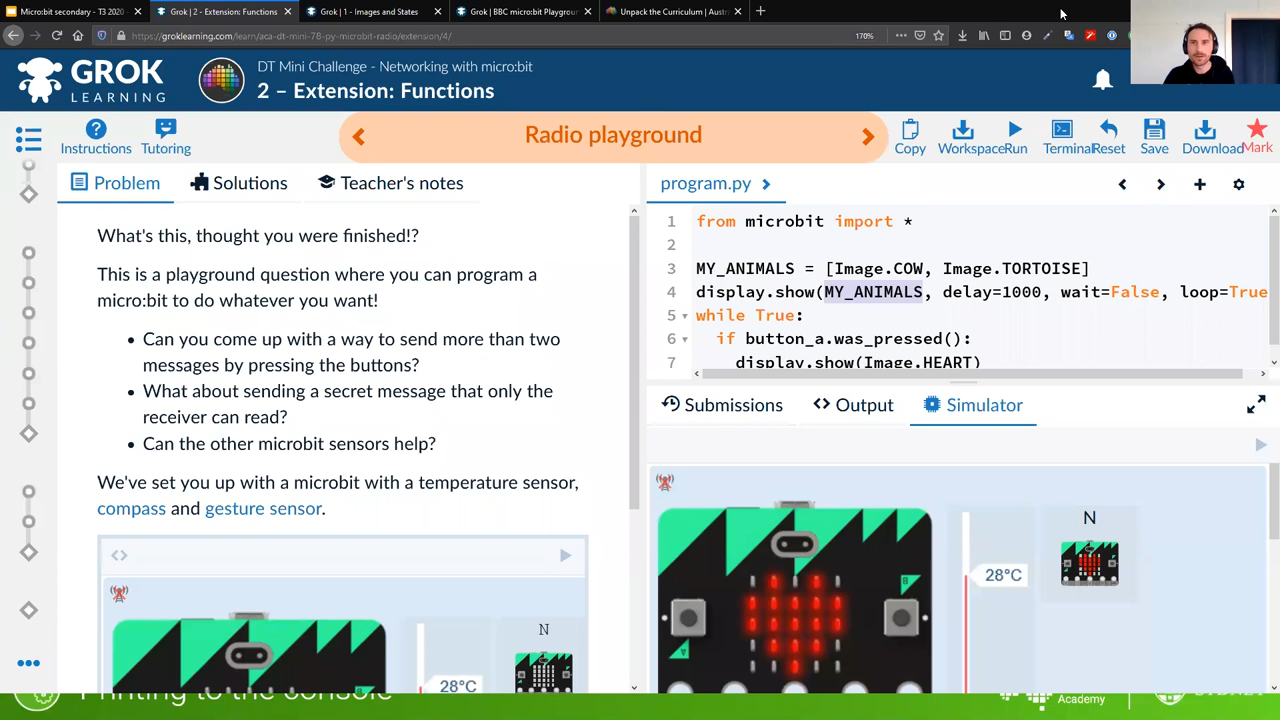 Micro:bit secondary - T3 2020
Grok | 2 - Extension: Functions
Grok | 1 - Images and States
Grok | BBC micro:bit Playgrour
Unpack the Curriculum | Austr
https://groklearning.com/learn/aca-dt-mini-78-py-microbit-radio/extension/4/
170%
GROK
LEARNING
DT Mini Challenge - Networking with micro:bit
2 – Extension: Functions
Instructions
Tutoring
Radio playground
Copy
Workspace
Run
Terminal
Reset
Save
Download
Mark
Problem
Solutions
Teacher's notes
program.py
What's this, thought you were finished!?
This is a playground question where you can program a
micro:bit to do whatever you want!
• Can you come up with a way to send more than two
messages by pressing the buttons?
• What about sending a secret message that only the
receiver can read?
• Can the other microbit sensors help?
We've set you up with a microbit with a temperature sensor,
compass and gesture sensor.
N
28°C
1 from microbit import *
2
3 MY_ANIMALS = [Image.COW, Image.TORTOISE]
4 display.show(MY_ANIMALS, delay=1000, wait=False, loop=True
5 while True:
6 if button_a.was_pressed():
7 display.show(Image.HEART)
Submissions
<> Output
Simulator
B
A
28°C
N
Printing to the console
Academy